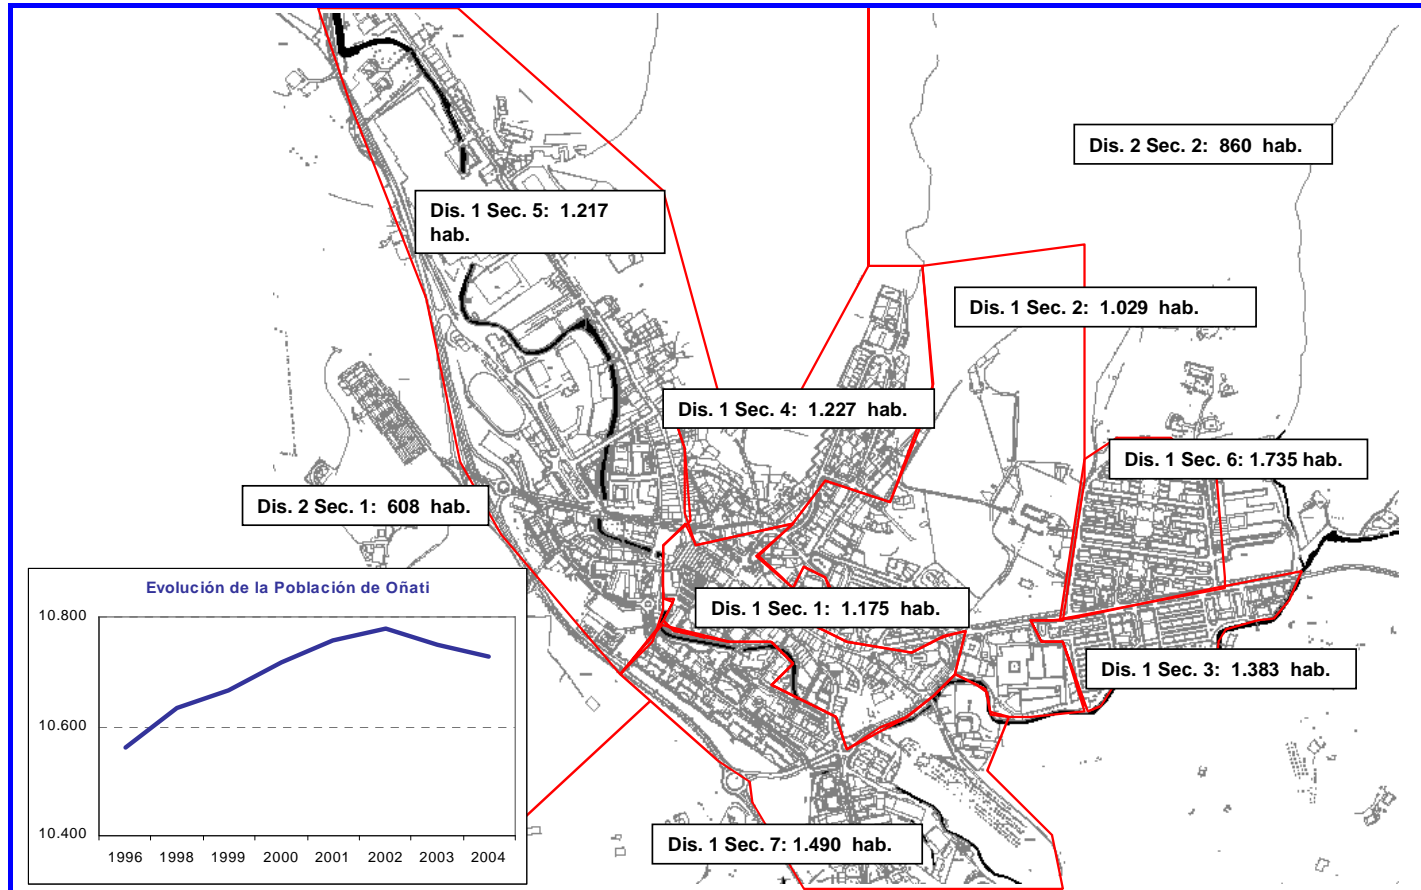 Dis. 2 Sec. 2: 860 hab.
Dis. 1 Sec. 5: 1.217
hab.
Dis. 1 Sec. 2: 1.029 hab.
Dis. 1 Sec. 4: 1.227 hab.
Dis. 1 Sec. 6: 1.735 hab.
Dis. 2 Sec. 1: 608 hab.
Dis. 1 Sec. 1: 1.175 hab.
Dis. 1 Sec. 3: 1.383 hab.
Dis. 1 Sec. 7: 1.490 hab.
Evolución de la Población de Oñati
10.800
10.600
10.400
1996 1998 1999 2000 2001 2002 2003 2004